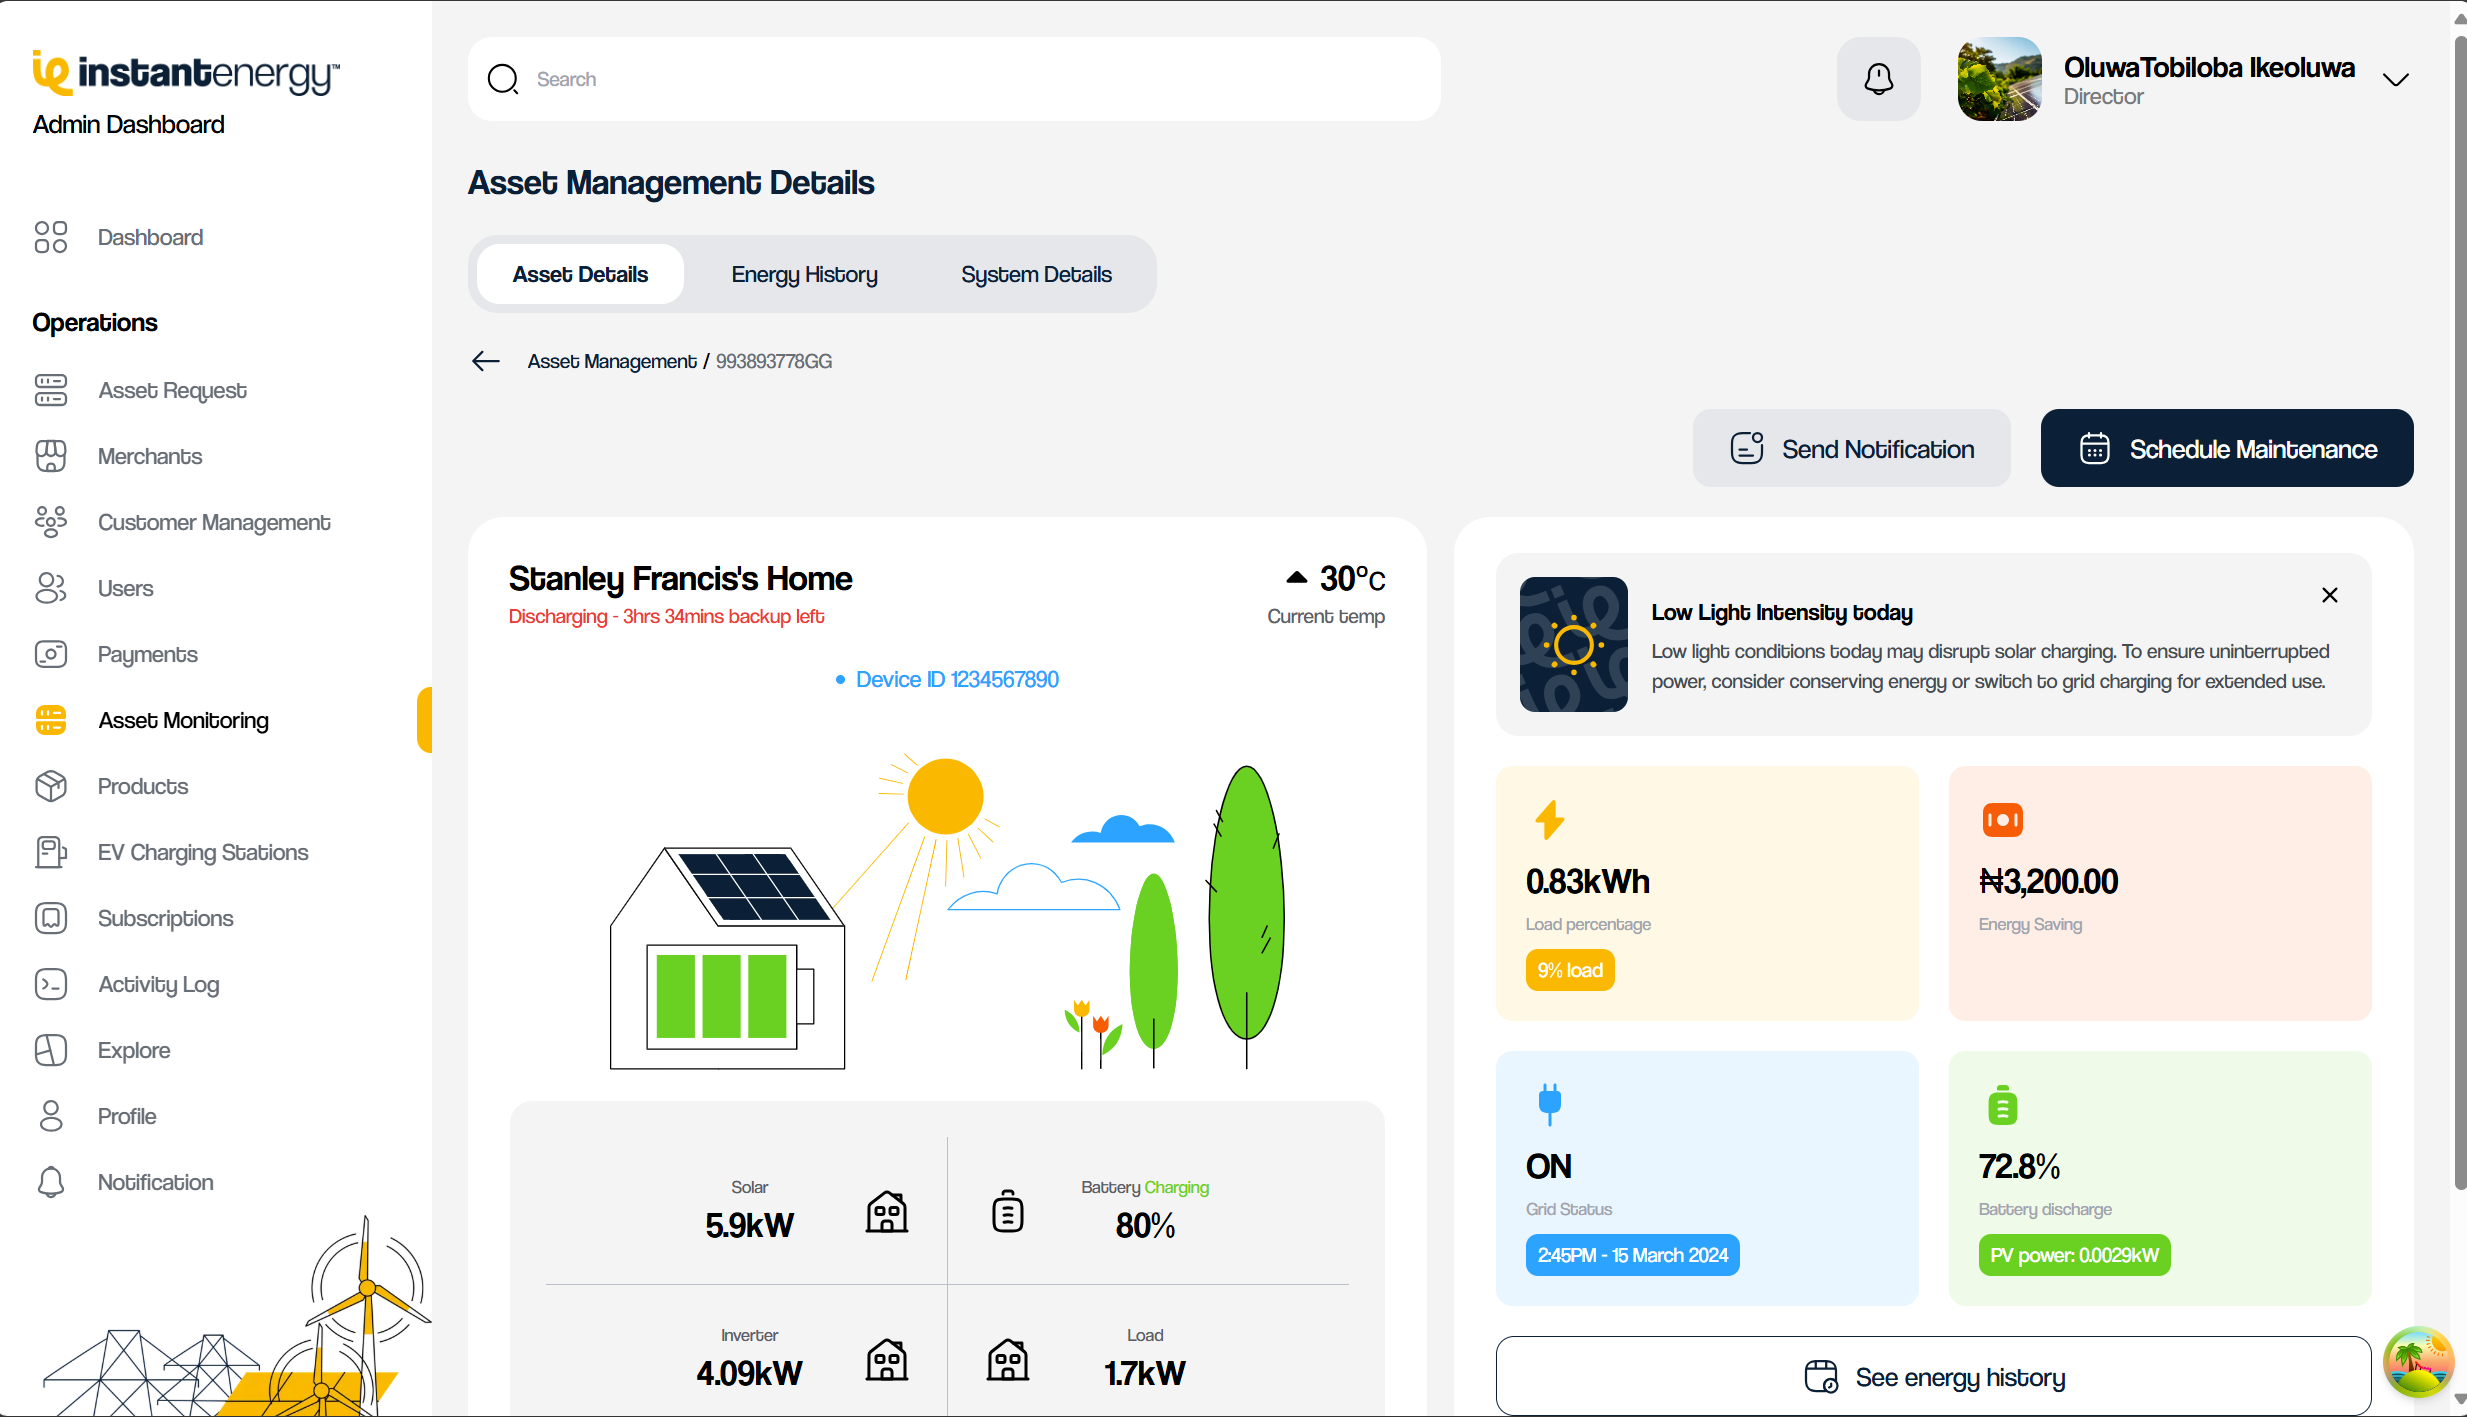 instantenergy™
Admin Dashboard
Dashboard
Operations
Asset Request
Merchants
Customer Management
Users
Payments
Asset Monitoring
Products
EV Charging Stations
Subscriptions
Activity Log
Explore
Profile
Notification
Search
OluwaTobiloba Ikeoluwa
Director
Asset Management Details
Asset Details
Energy History
System Details
Asset Management / 993893778GG
Send Notification
Schedule Maintenance
Stanley Francis's Home
Discharging - 3hrs 34mins backup left
30°C
Current temp
Device ID 1234567890
Solar
5.9kW
Battery Charging
80%
Inverter
4.09kW
Load
1.7kW
Low Light Intensity today
Low light conditions today may disrupt solar charging. To ensure uninterrupted
power, consider conserving energy or switch to grid charging for extended use.
0.83kWh
Load percentage
9% load
₦3,200.00
Energy Saving
ON
Grid Status
2:45PM - 15 March 2024
72.8%
Battery discharge
PV power: 0.0029kW
See energy history